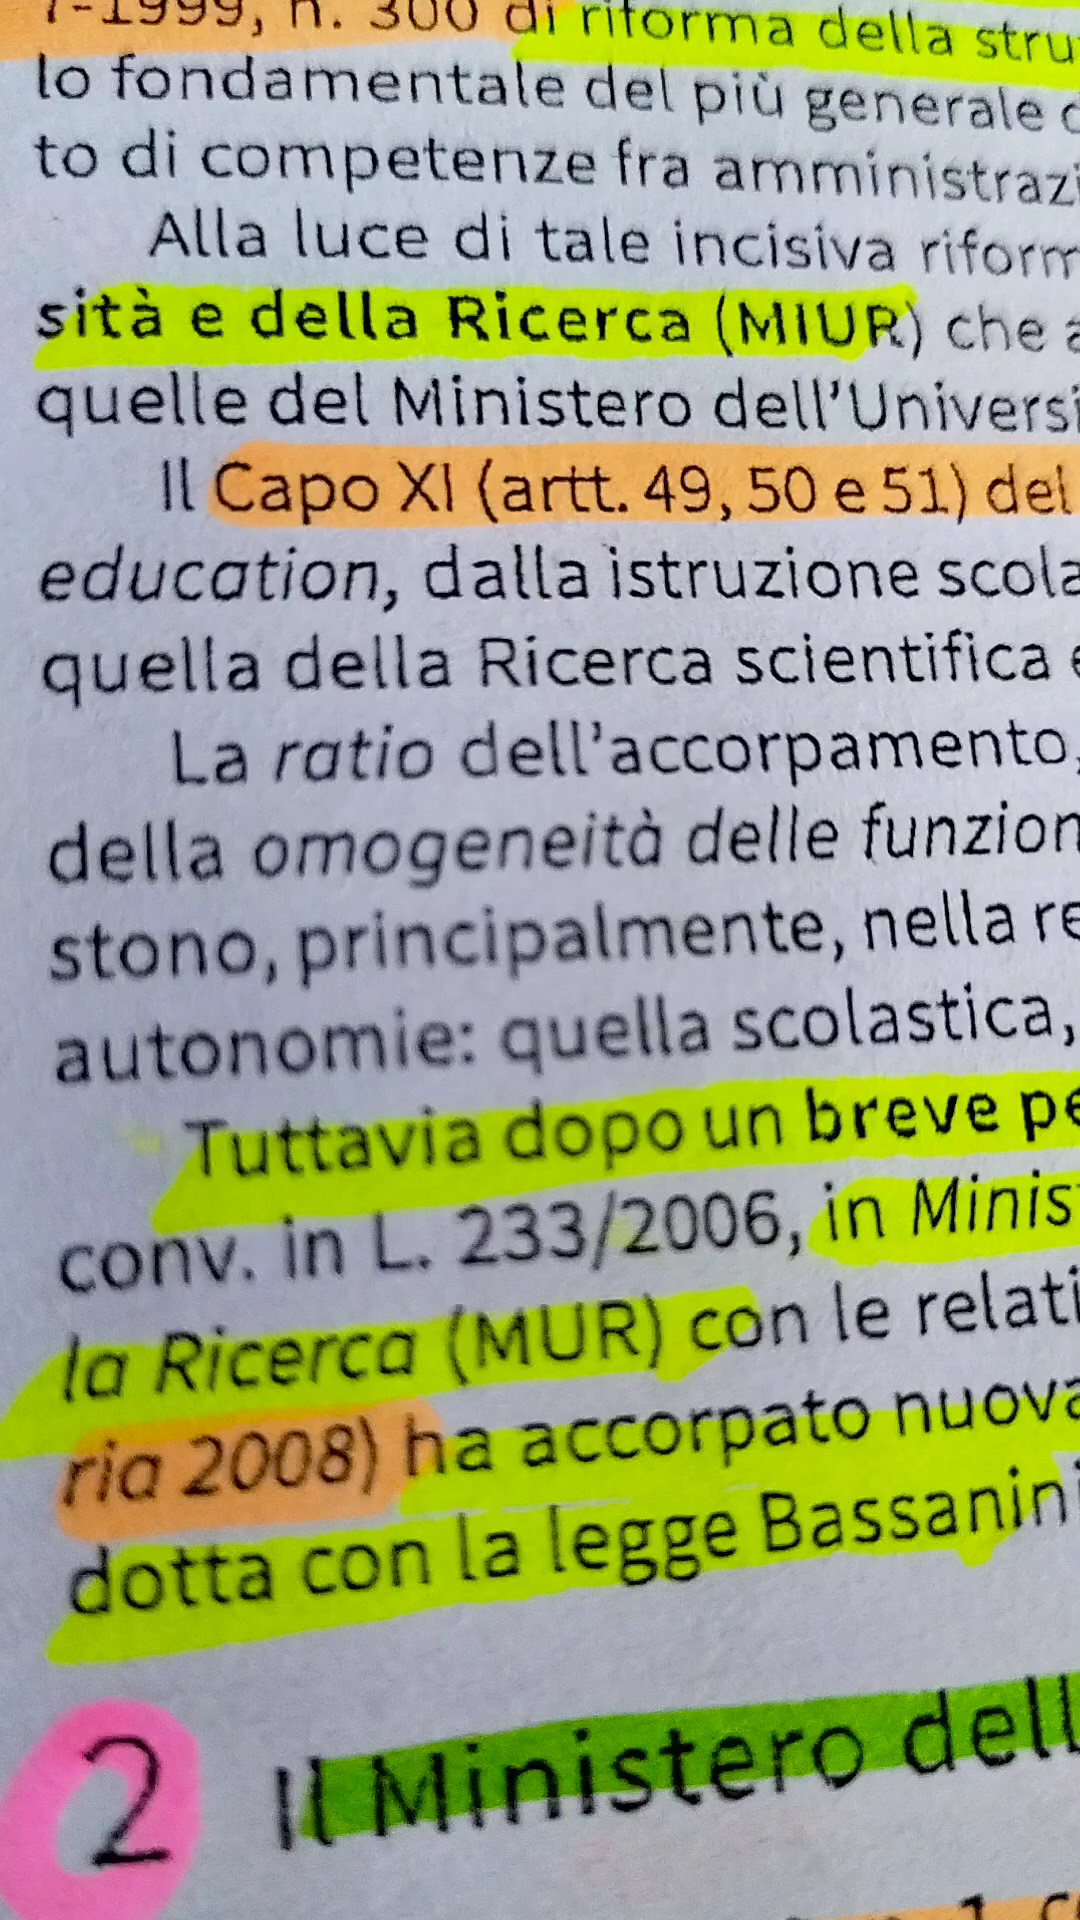 7-1999, n. 300 di riforma della stru
lo fondamentale del più generale
to di competenze fra amministrazi
Alla luce di tale incisiva riform
sità e della Ricerca (MIUR) che a
quelle del Ministero dell'Universi
Il Capo XI (artt. 49, 50 e 51) del
education, dalla istruzione scola
quella della Ricerca scientifica e
La ratio dell'accorpamento,
della omogeneità delle funzion
stono, principalmente, nella re
autonomie: quella scolastica,
Tuttavia dopo un breve pe
conv. in L. 233/2006, in Minis
la Ricerca (MUR) con le relati
ria 2008) ha accorpato nuova
dotta con la legge Bassanini
2 Il Ministero dell